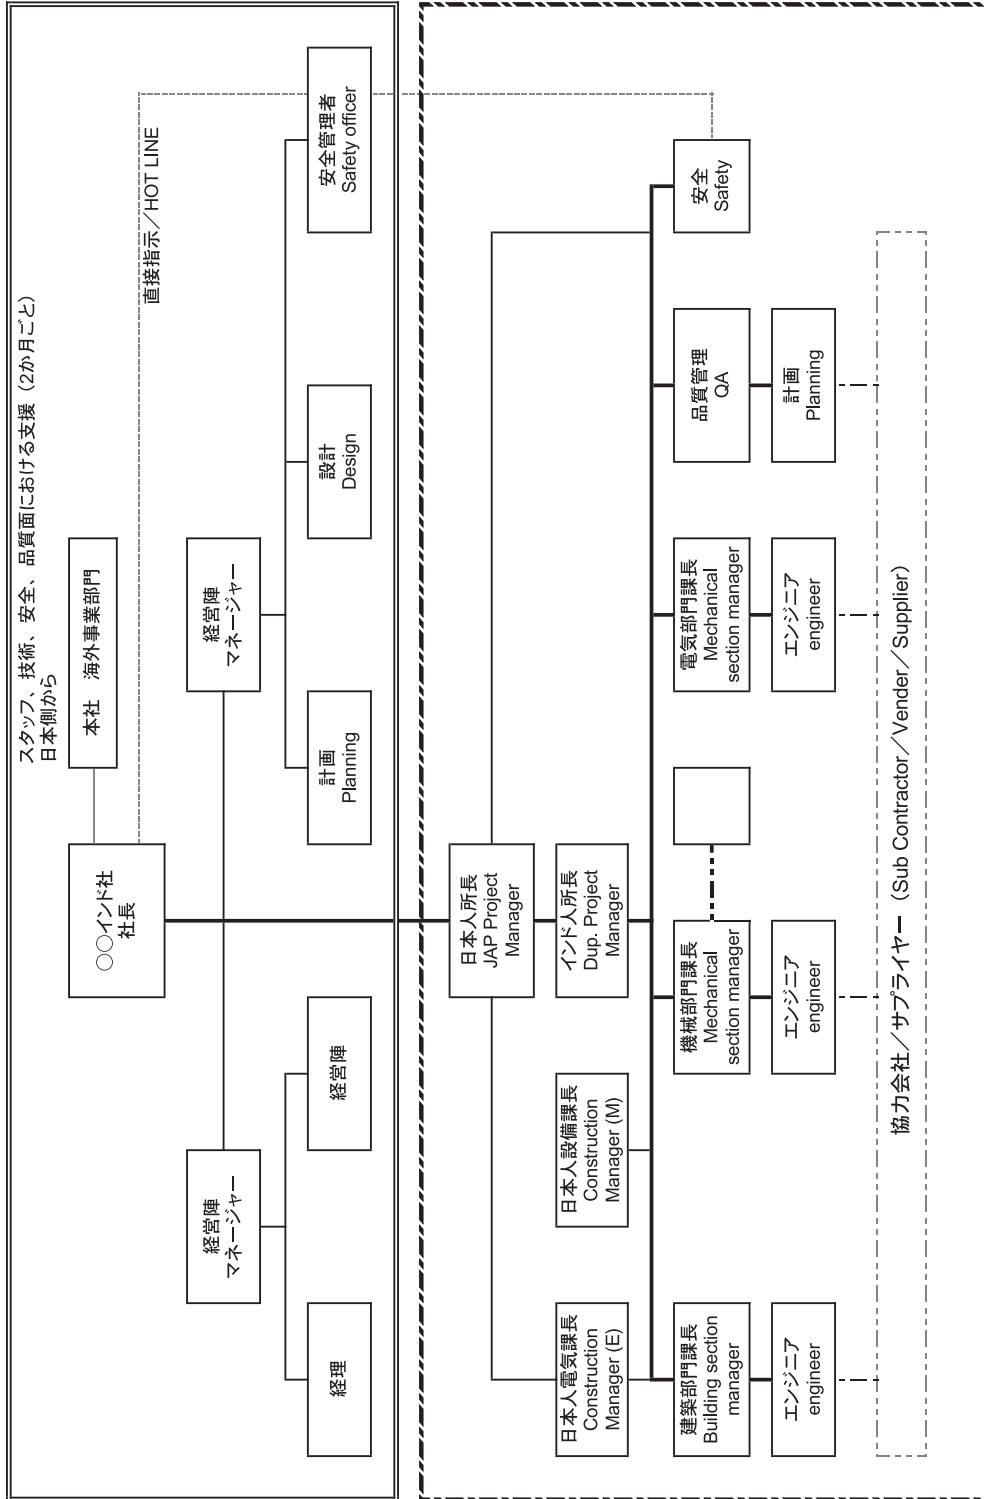 スタッフ、技術、安全、品質面における支援（2か月ごと）
日本側から
本社　海外事業部門
○○インド社
社長
直接指示／HOT LINE
経営陣
マネージャー
経営陣
マネージャー
経理
経営陣
計画
Planning
設計
Design
安全管理者
Safety officer
日本人所長
JAP Project
Manager
日本人電気課長
Construction
Manager (E)
日本人設備課長
Construction
Manager (M)
インド人所長
Dup. Project
Manager
建築部門課長
Building section
manager
機械部門課長
Mechanical
section manager
電気部門課長
Mechanical
section manager
品質管理
QA
安全
Safety
エンジニア
engineer
エンジニア
engineer
エンジニア
engineer
計画
Planning
協力会社／サプライヤー（Sub Contractor／Vender／Supplier）